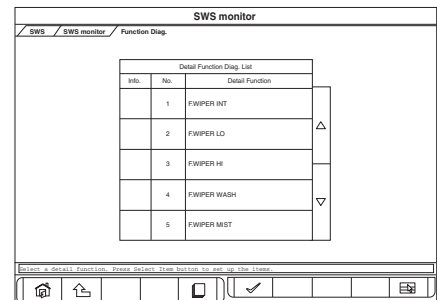 SWS monitor
SWS SWS monitor Function Diag.
Detail Function Diag. List
Info. No. Detail Function
1 F.WIPER INT
2 F.WIPER LO
3 F.WIPER HI
4 F.WIPER WASH
5 F.WIPER MIST
Select a detail function. Press Select Item button to set up the items.